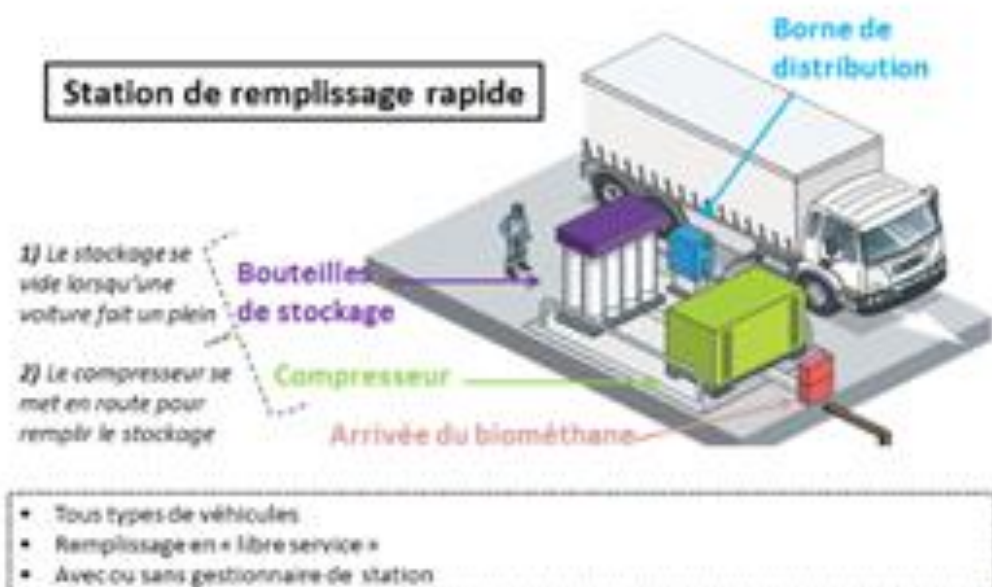 Borne de
distribution
Station de remplissage rapide
1) Le stockage se
vide lorsqu'une
voiture fait un plein
Bouteilles
de stockage
2) Le compresseur se
met en route pour
remplir le stockage
Compresseur
Arrivée du biométhane
• Tous types de véhicules
• Remplissage en « libre service »
• Avec ou sans gestionnaire de station